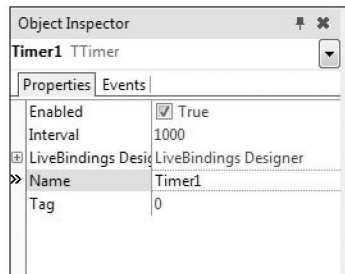 Object Inspector
Timer1 TTimer
Properties Events
Enabled True
Interval 1000
LiveBindings Desig LiveBindings Designer
Name Timer1
Tag 0